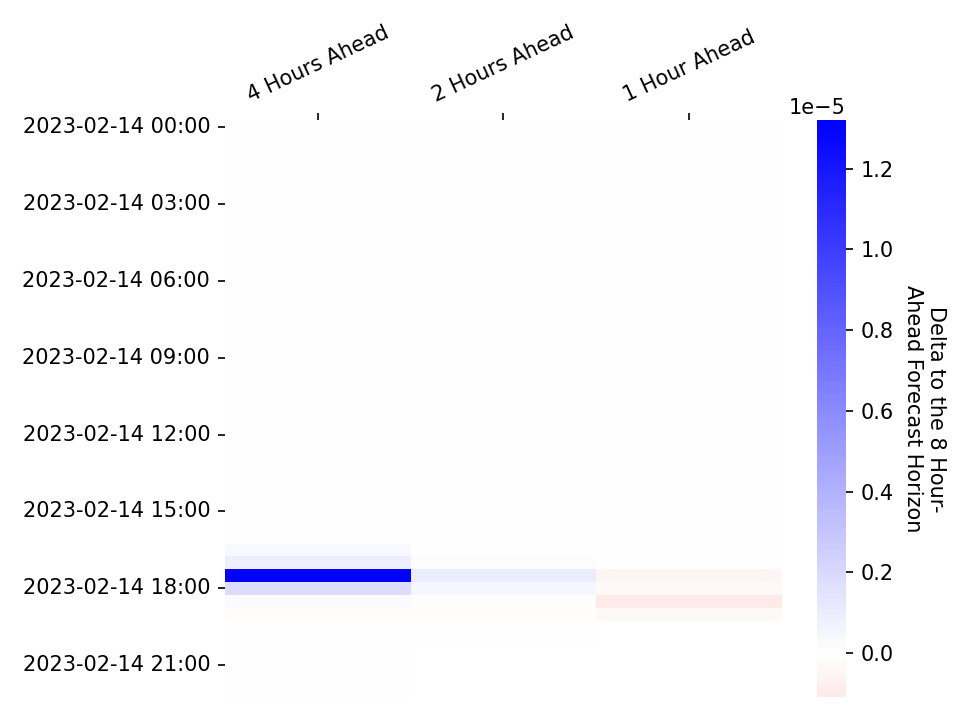 4 Hours Ahead
2 Hours Ahead
1 Hour Ahead
2023-02-14 00:00
2023-02-14 03:00
2023-02-14 06:00
2023-02-14 09:00
2023-02-14 12:00
2023-02-14 15:00
2023-02-14 18:00
2023-02-14 21:00
1e−5
1.2
1.0
0.8
0.6
0.4
0.2
0.0
Delta to the 8 Hour-
Ahead Forecast Horizon